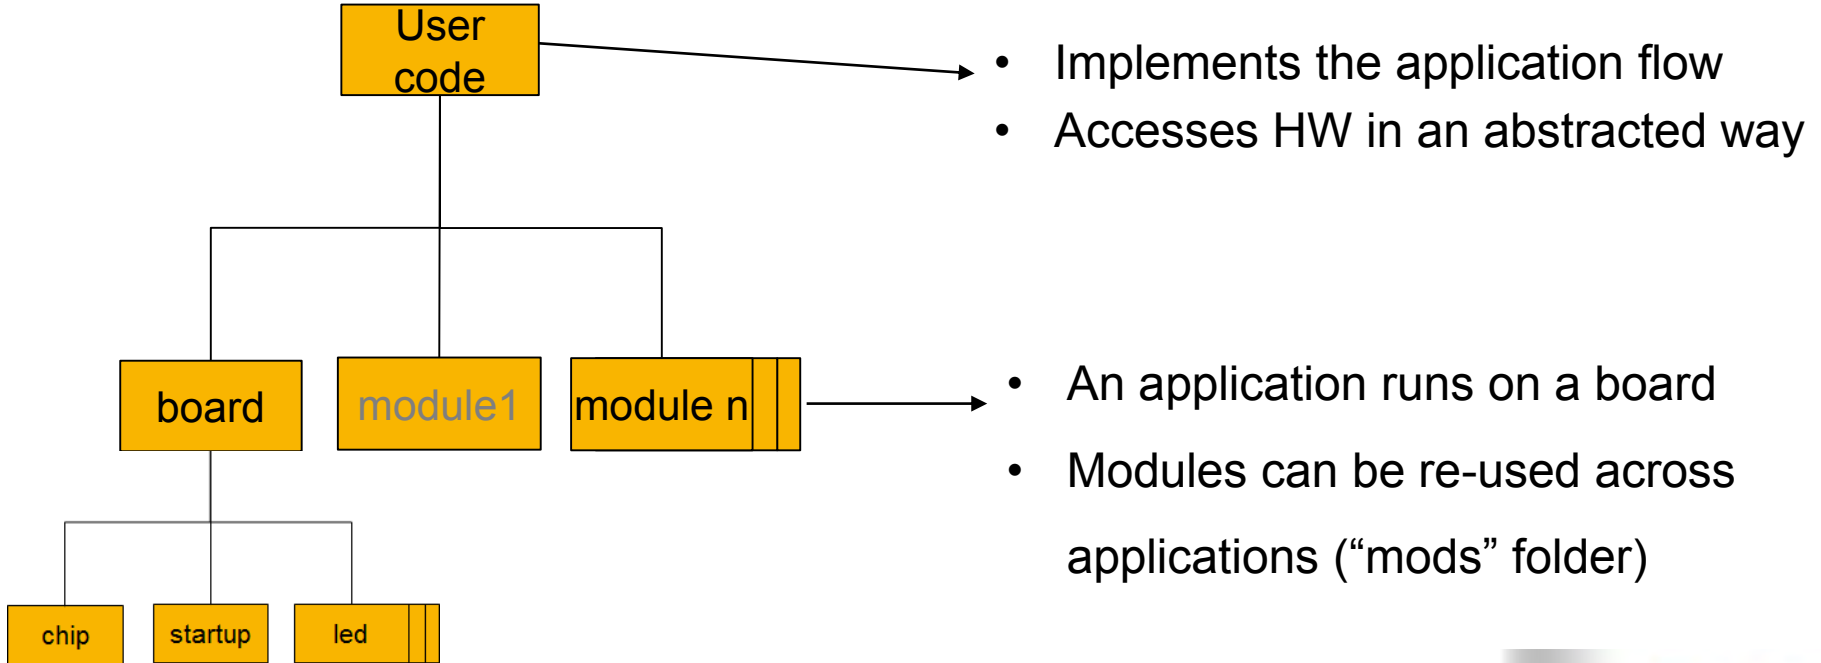 User
code
• Implements the application flow
• Accesses HW in an abstracted way
board
module1
module n
• An application runs on a board
• Modules can be re-used across
applications (“mods” folder)
chip
startup
led